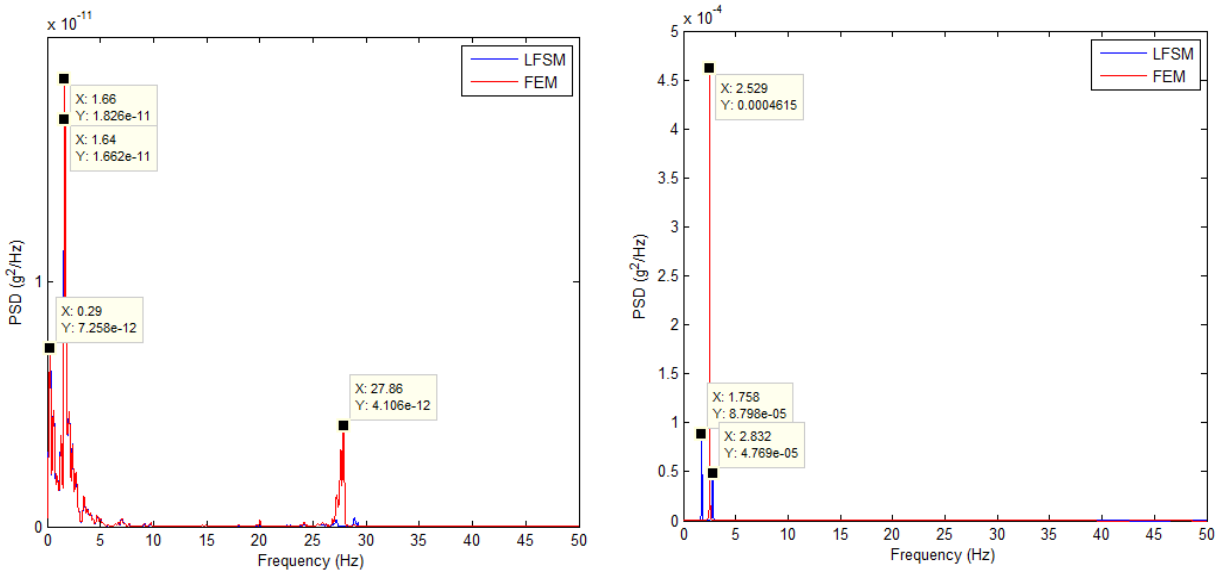 x 10^-11
LFSM
FEM
X: 1.66
Y: 1.826e-11
X: 1.64
Y: 1.662e-11
1
PSD (g²/Hz)
X: 0.29
Y: 7.258e-12
X: 27.86
Y: 4.106e-12
0
0 5 10 15 20 25 30 35 40 45 50
Frequency (Hz)
x 10^-4
5
LFSM
FEM
4.5
X: 2.529
Y: 0.0004615
4
3.5
3
2.5
PSD (g²/Hz)
2
1.5
X: 1.758
Y: 8.798e-05
1
X: 2.832
Y: 4.769e-05
0.5
0
0 5 10 15 20 25 30 35 40 45 50
Frequency (Hz)